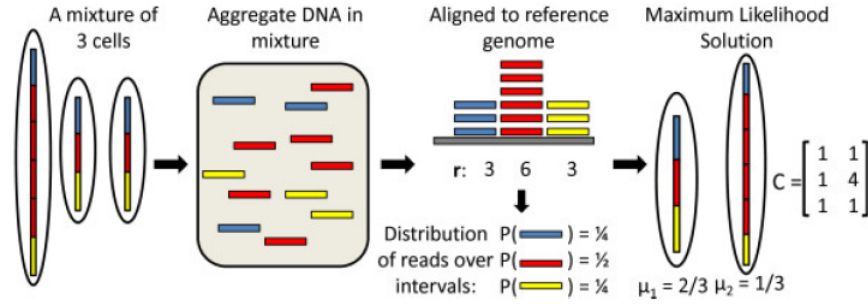 A mixture of
3 cells
Aggregate DNA in
mixture
Aligned to reference
genome
Maximum Likelihood
Solution
r: 3 6 3
Distribution P( ) = ¼
of reads over P( ) = ½
intervals: P( ) = ¼
C = [ 1 1
1 4
1 1 ]
μ₁ = 2/3 μ₂ = 1/3